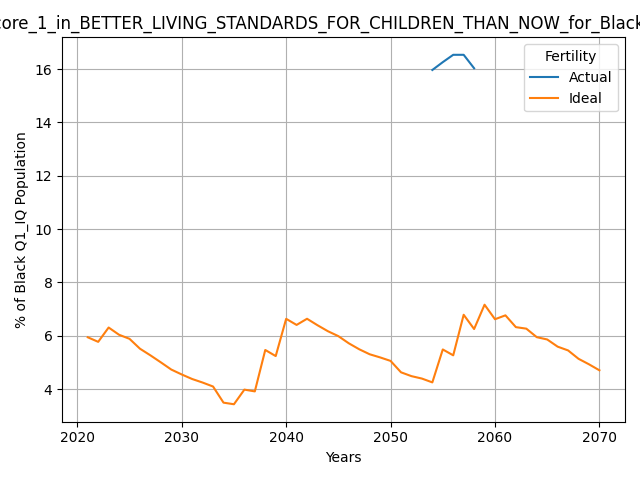 core_1_in_BETTER_LIVING_STANDARDS_FOR_CHILDREN_THAN_NOW_for_Black
Fertility
Actual
Ideal
% of Black Q1_IQ Population
16
14
12
10
8
6
4
2020
2030
2040
2050
2060
2070
Years